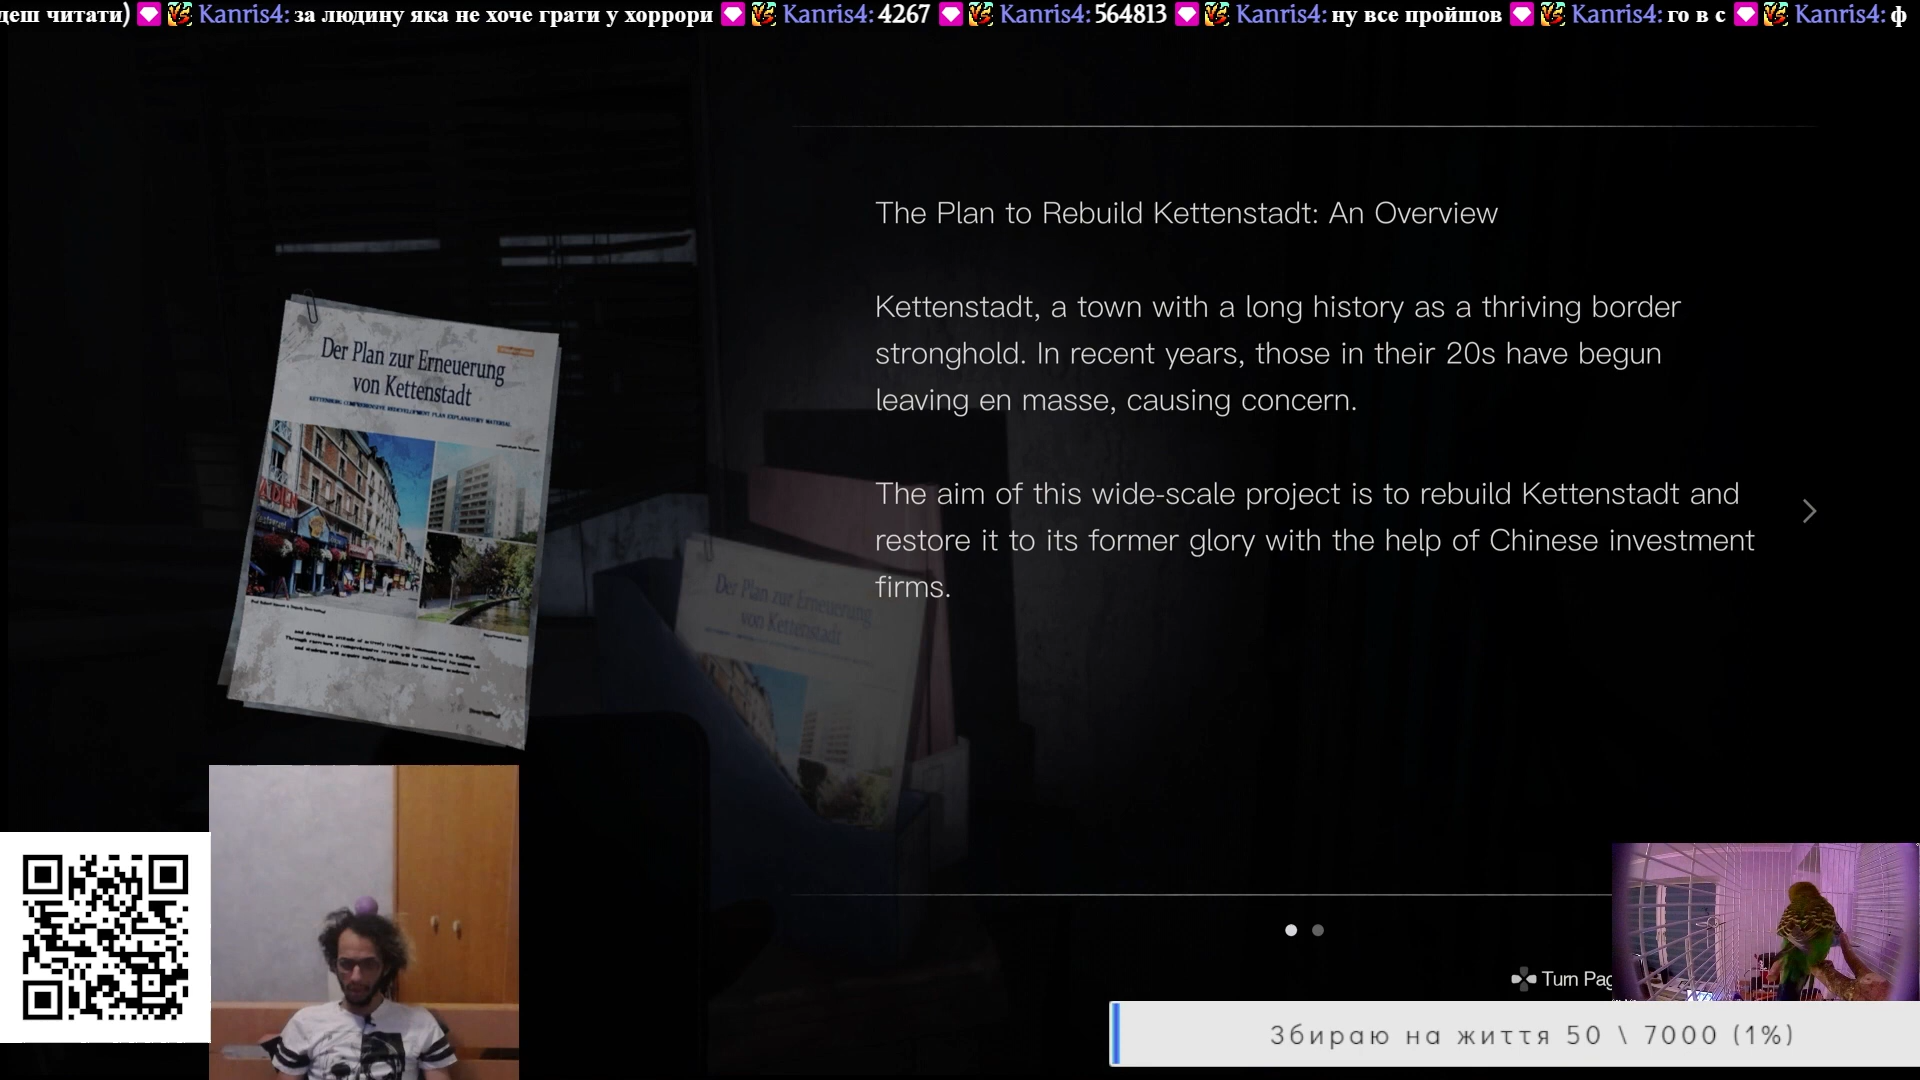 деш читати) Kanris4: за людину яка не хоче грати у хоррори Kanris4: 4267 Kanris4: 564813 Kanris4: ну все пройшов Kanris4: го в с Kanris4: ф
The Plan to Rebuild Kettenstadt: An Overview
Kettenstadt, a town with a long history as a thriving border
stronghold. In recent years, those in their 20s have begun
leaving en masse, causing concern.
The aim of this wide-scale project is to rebuild Kettenstadt and
restore it to its former glory with the help of Chinese investment
firms.
Der Plan zur Erneuerung
von Kettenstadt
Der Plan zur Erneuerung
von Kettenstadt
Turn Pag
Збираю на життя 50 \ 7000 (1%)